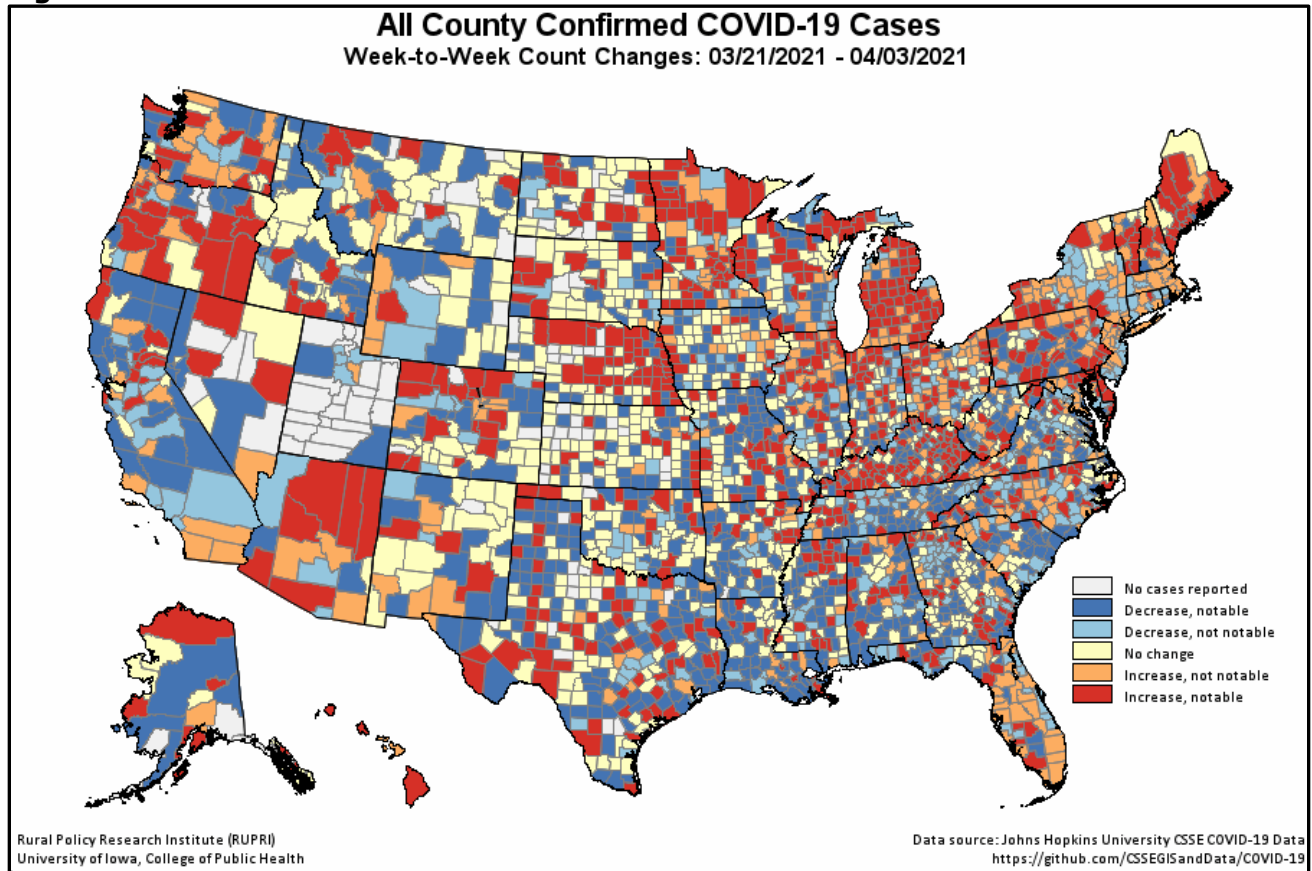 All County Confirmed COVID-19 Cases
Week-to-Week Count Changes: 03/21/2021 - 04/03/2021
No cases reported
Decrease, notable
Decrease, not notable
No change
Increase, not notable
Increase, notable
Rural Policy Research Institute (RUPRI)
University of Iowa, College of Public Health
Data source: Johns Hopkins University CSSE COVID-19 Data
https://github.com/CSSEGISandData/COVID-19